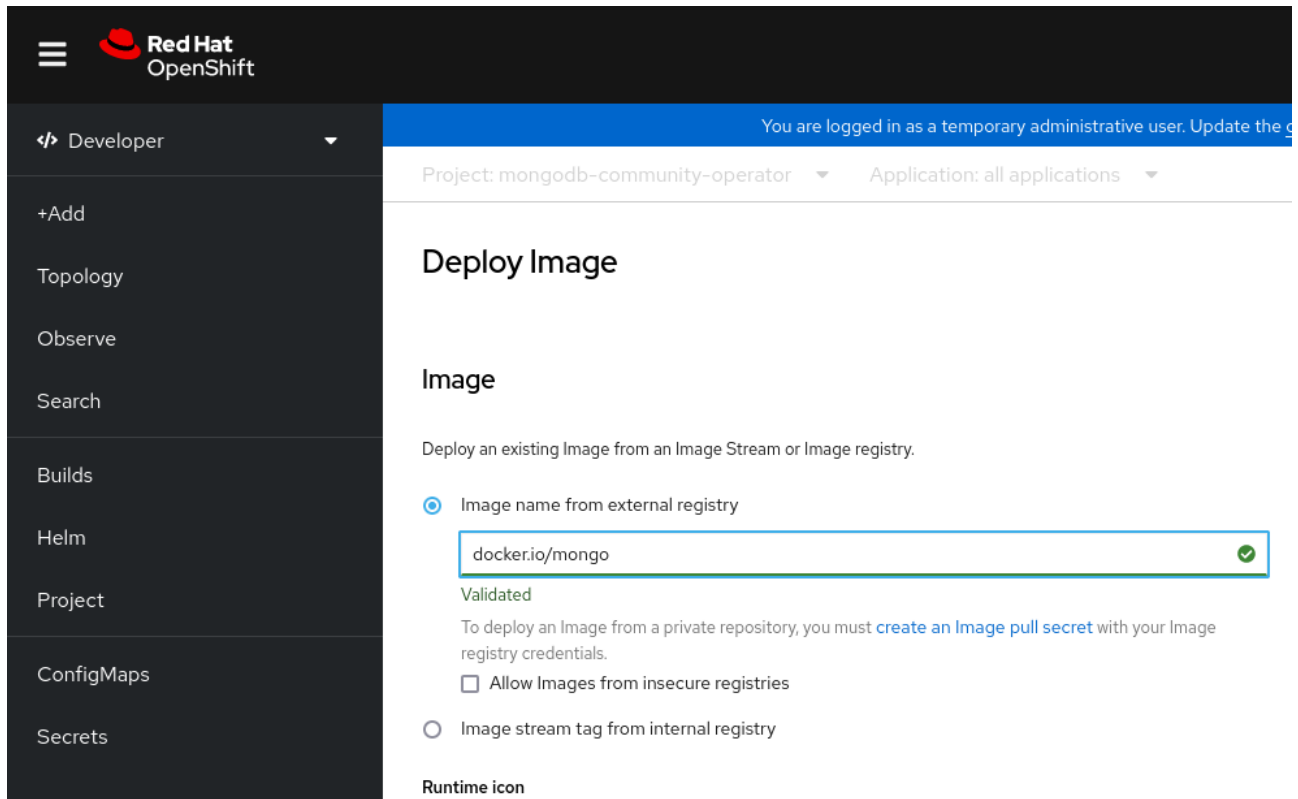 Red Hat
OpenShift
Developer
You are logged in as a temporary administrative user. Update the
Project: mongodb-community-operator
Application: all applications
+Add
Topology
Observe
Search
Builds
Helm
Project
ConfigMaps
Secrets
Deploy Image
Image
Deploy an existing Image from an Image Stream or Image registry.
Image name from external registry
docker.io/mongo
Validated
To deploy an Image from a private repository, you must create an Image pull secret with your Image
registry credentials.
Allow Images from insecure registries
Image stream tag from internal registry
Runtime icon